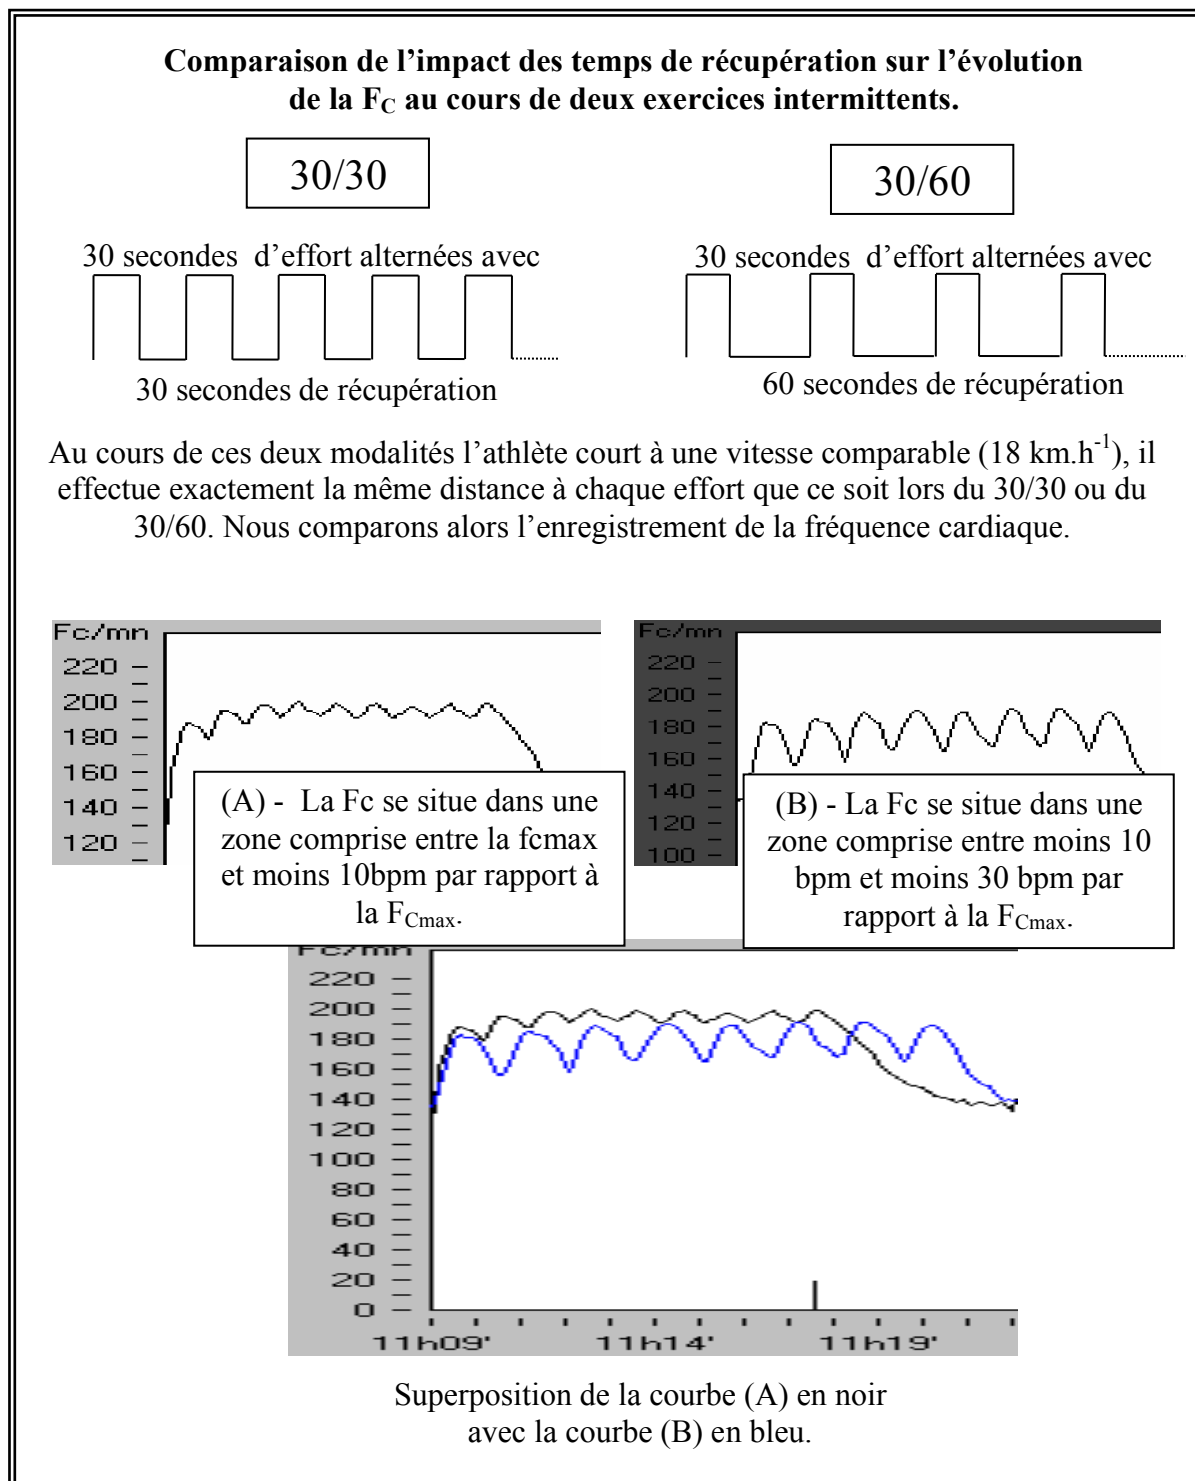 Comparaison de l’impact des temps de récupération sur l’évolution
de la FC au cours de deux exercices intermittents.
30/30
30/60
30 secondes d’effort alternées avec
30 secondes de récupération
30 secondes d’effort alternées avec
60 secondes de récupération
Au cours de ces deux modalités l’athlète court à une vitesse comparable (18 km.h-1), il
effectue exactement la même distance à chaque effort que ce soit lors du 30/30 ou du
30/60. Nous comparons alors l’enregistrement de la fréquence cardiaque.
Fc/mn
220
200
180
160
140
120
(A) - La Fc se situe dans une
zone comprise entre la fcmax
et moins 10bpm par rapport à
la FCmax.
Fc/mn
220
200
180
160
140
120
100
(B) - La Fc se situe dans une
zone comprise entre moins 10
bpm et moins 30 bpm par
rapport à la FCmax.
Fc/mn
220
200
180
160
140
120
100
80
60
40
20
0
11h09' 11h14' 11h19'
Superposition de la courbe (A) en noir
avec la courbe (B) en bleu.